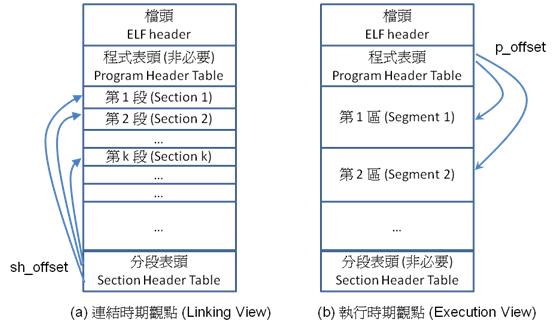 檔頭
ELF header
程式表頭 (非必要)
Program Header Table
第 1 段 (Section 1)
第 2 段 (Section 2)
...
第 k 段 (Section k)
...
...
...
分段表頭
Section Header Table
sh_offset
(a) 連結時期觀點 (Linking View)
檔頭
ELF header
程式表頭
Program Header Table
p_offset
第 1 區 (Segment 1)
第 2 區 (Segment 2)
...
分段表頭 (非必要)
Section Header Table
(b) 執行時期觀點 (Execution View)